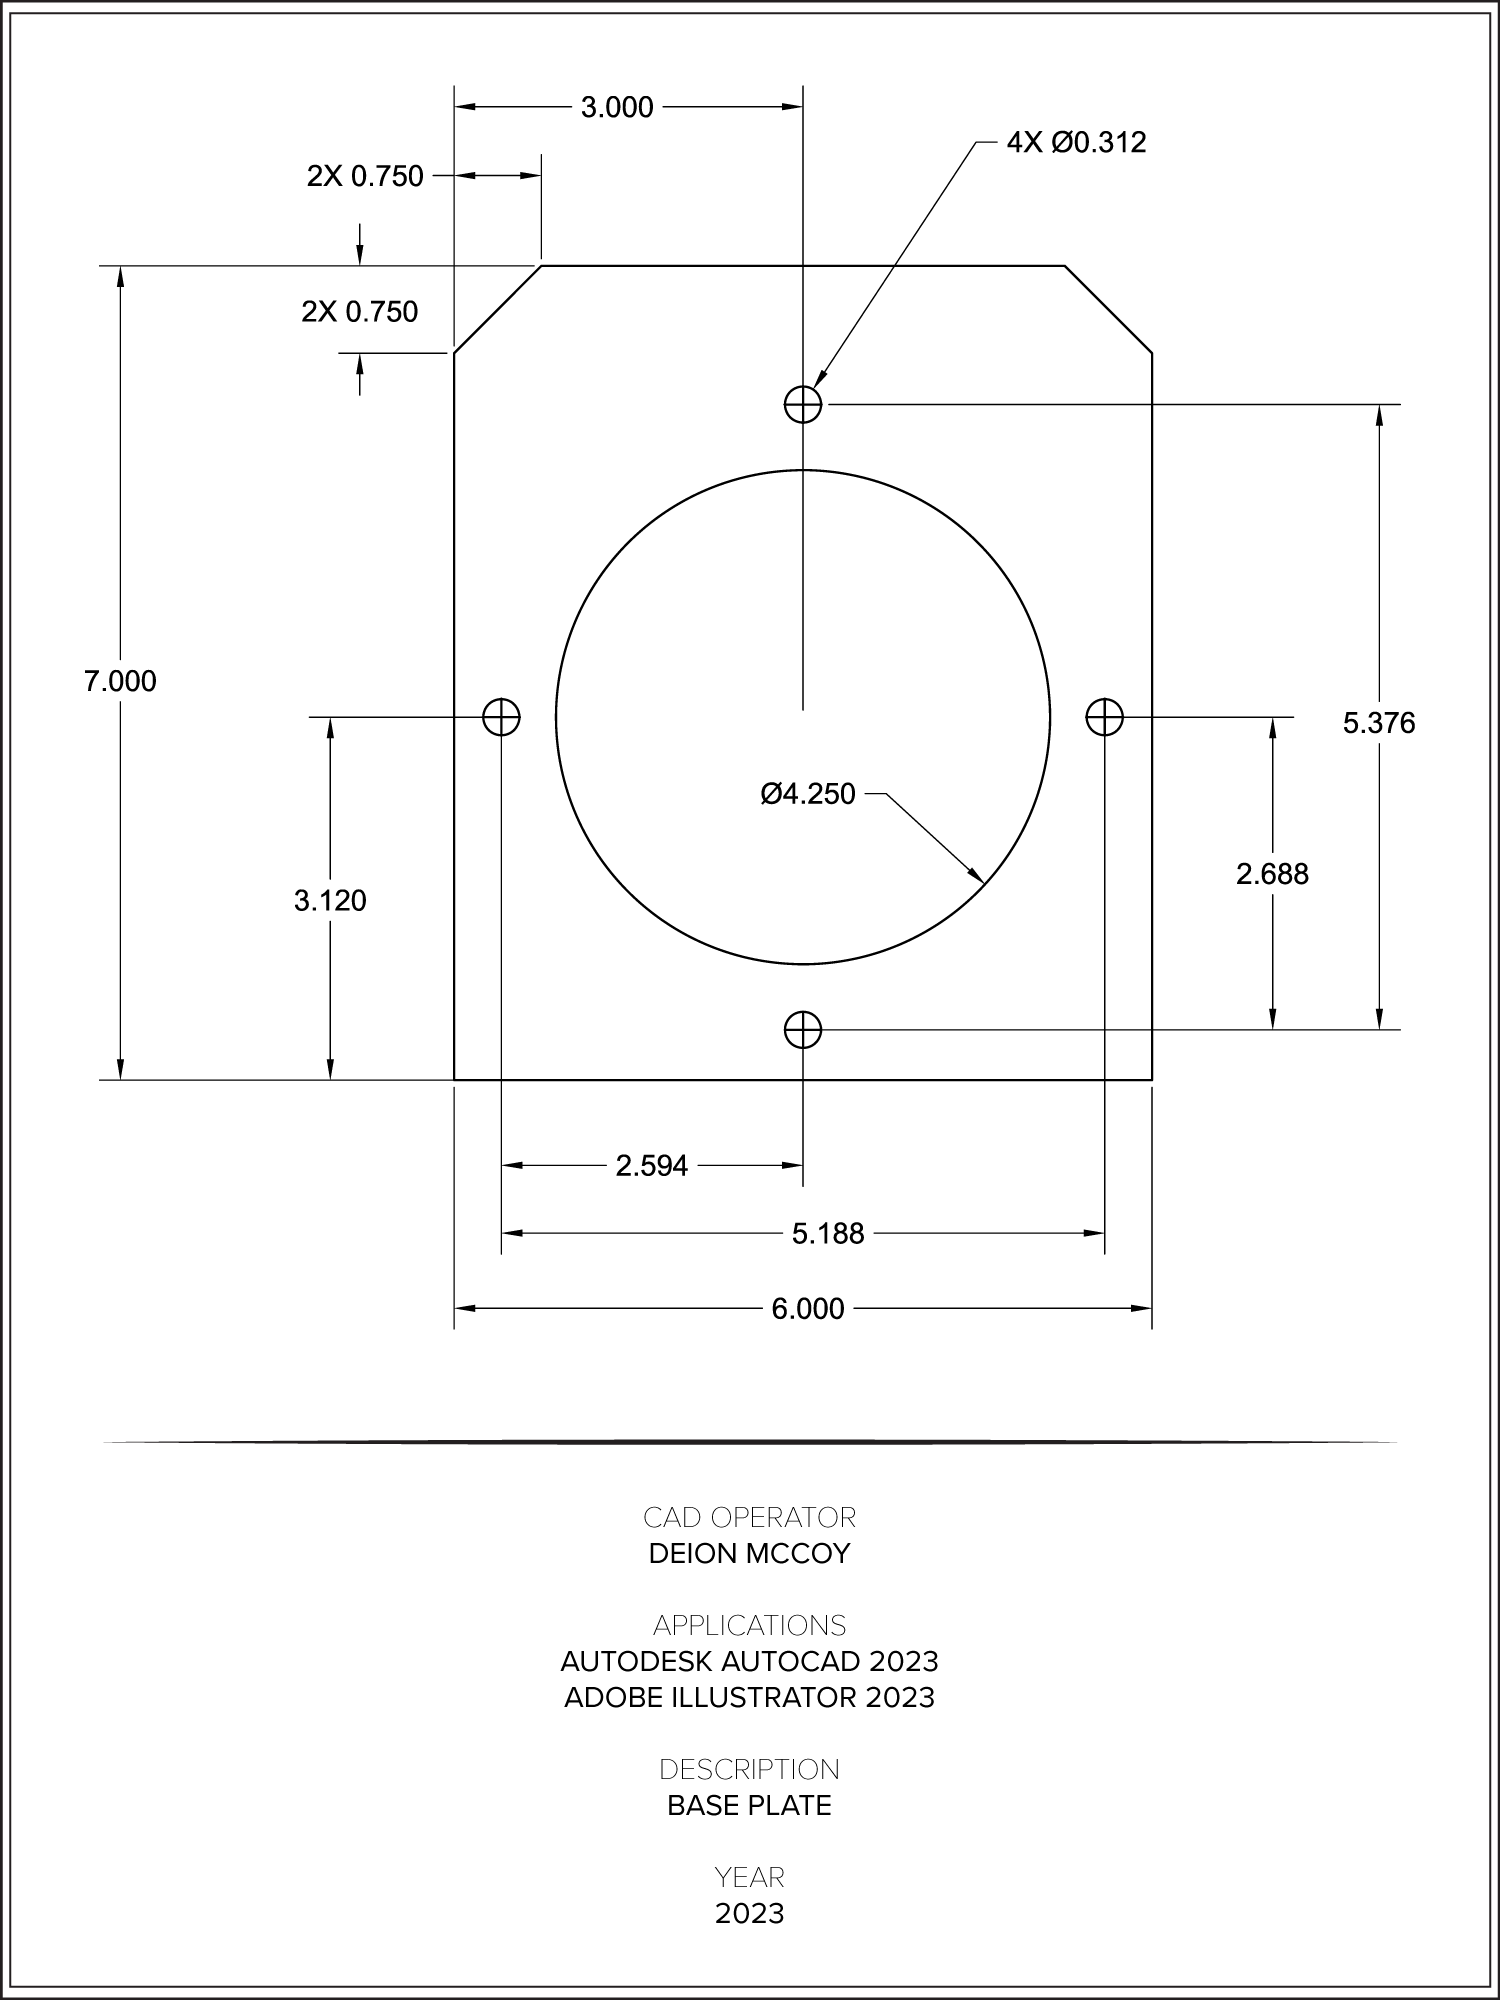 3.000
4X Ø0.312
2X 0.750
2X 0.750
7.000
5.376
Ø4.250
2.688
3.120
2.594
5.188
6.000
CAD OPERATOR
DEION MCCOY
APPLICATIONS
AUTODESK AUTOCAD 2023
ADOBE ILLUSTRATOR 2023
DESCRIPTION
BASE PLATE
YEAR
2023